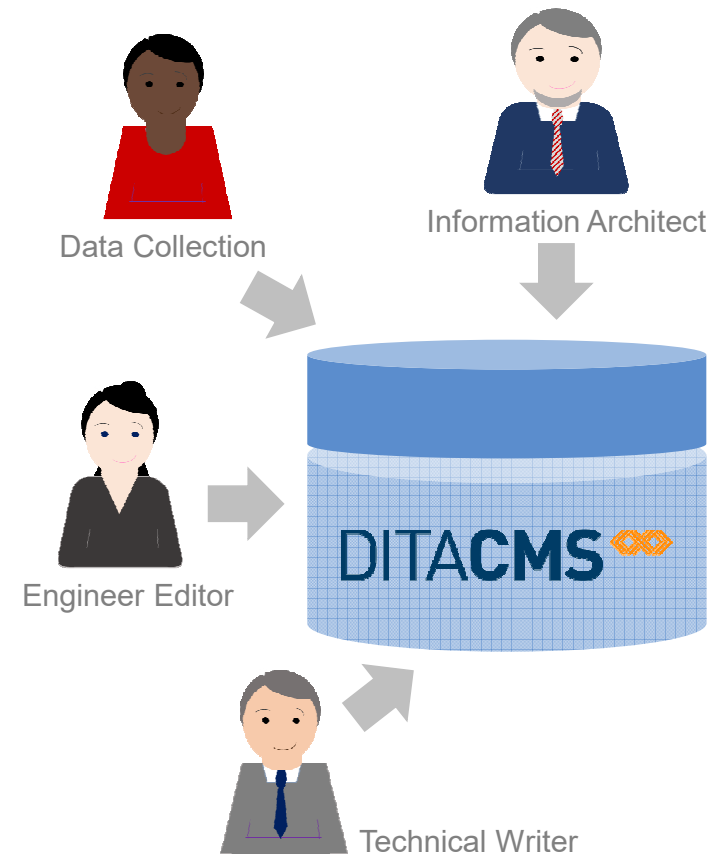 Data Collection
Information Architect
Engineer Editor
DITACMS
Technical Writer